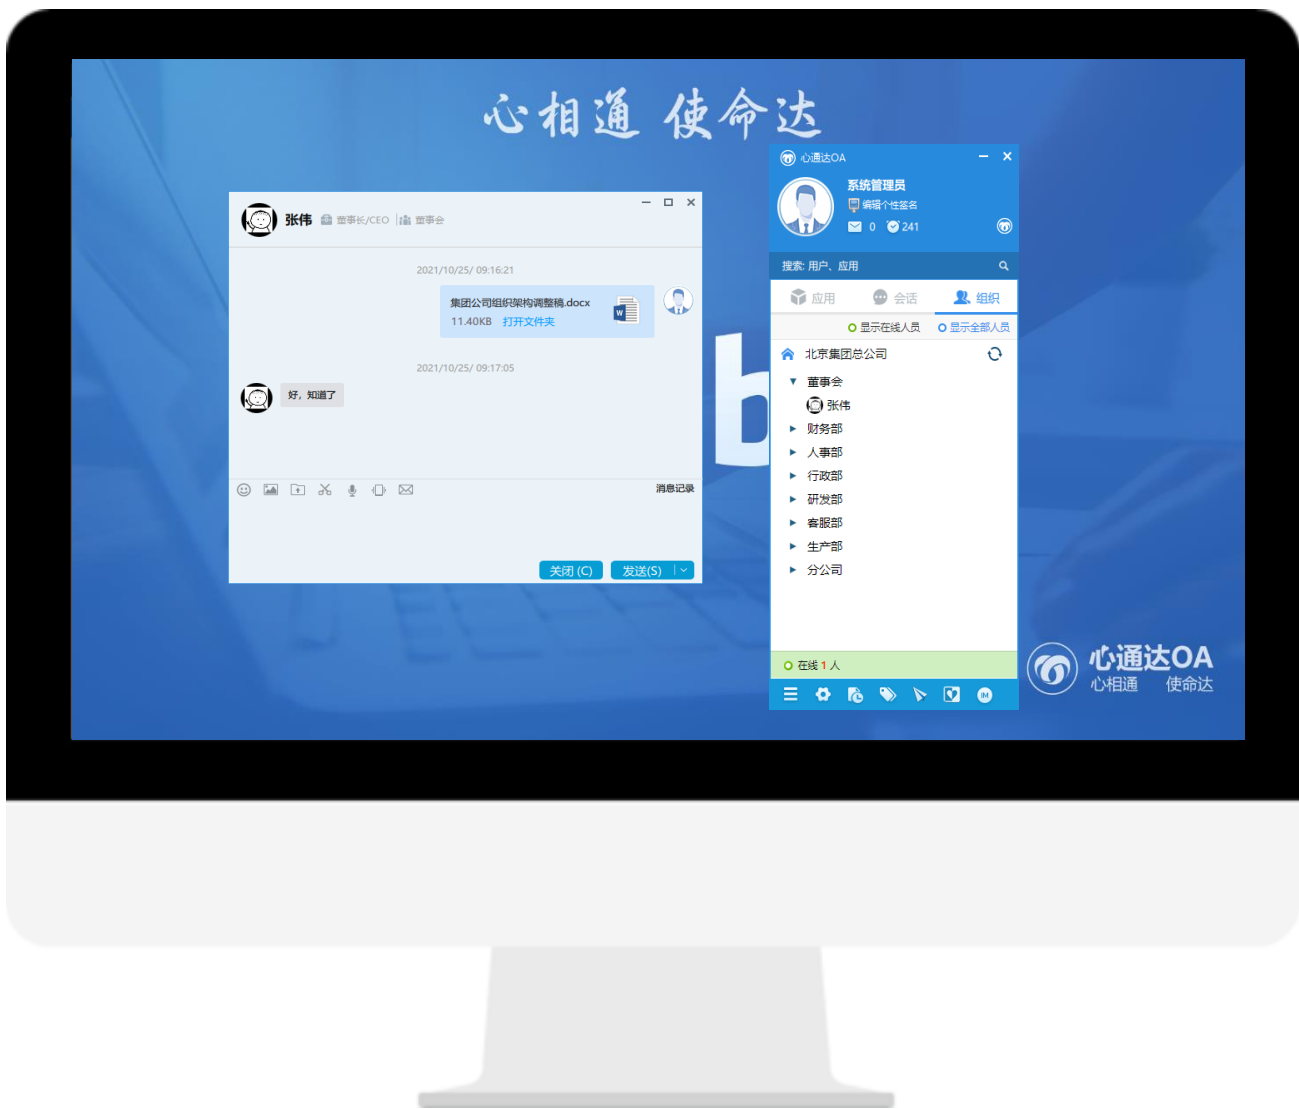 心相通 使命达
心通达OA
系统管理员
编辑个性签名
0 241
搜索: 用户、应用
应用 会话 组织
显示在线人员 显示全部人员
北京集团总公司
董事会
张伟
财务部
人事部
行政部
研发部
客服部
生产部
分公司
在线 1 人
IM
张伟 董事长/CEO 董事会
2021/10/25/ 09:16:21
集团公司组织架构调整稿.docx
11.40KB 打开文件夹
W
2021/10/25/ 09:17:05
好，知道了
消息记录
关闭 (C) 发送(S)
b
心通达OA
心相通 使命达